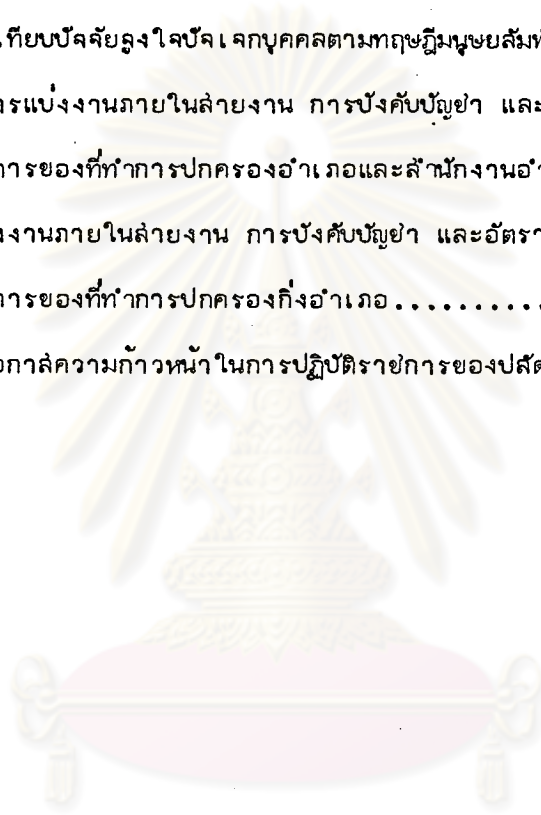 เทียบปัจจัยจูงใจปัจเจกบุคคลตามทฤษฎีมนุษยสัมพั
รแบ่งงานภายในสายงาน การบังคับบัญชา และ
การของที่ทำการปกครองอำเภอและสำนักงานอำ
งงานภายในสายงาน การบังคับบัญชา และอัตรา
การของที่ทำการปกครองกิ่งอำเภอ..........
อกาสความก้าวหน้าในการปฏิบัติราชการของปลัด